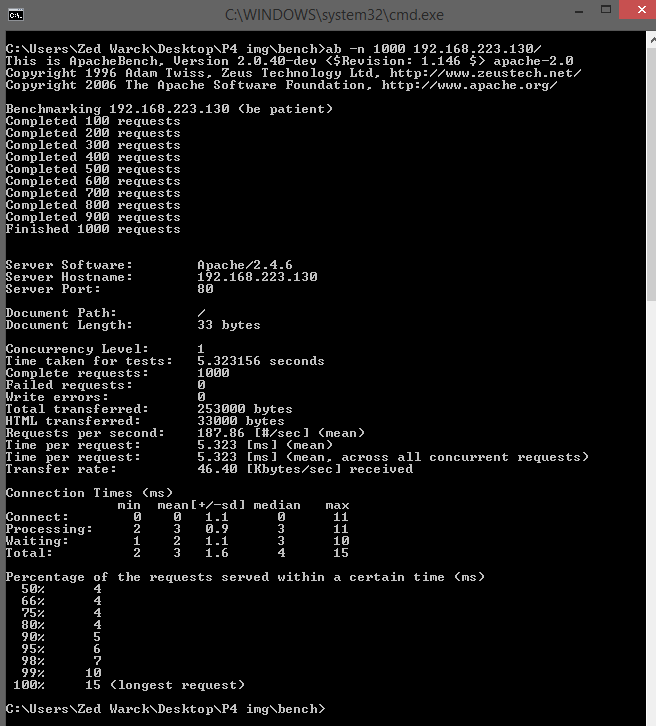 C:\WINDOWS\system32\cmd.exe
C:\Users\Zed Warck\Desktop\P4 img\bench>ab -n 1000 192.168.223.130/
This is ApacheBench, Version 2.0.40-dev <$Revision: 1.146 $> apache-2.0
Copyright 1996 Adam Twiss, Zeus Technology Ltd, http://www.zeustech.net/
Copyright 2006 The Apache Software Foundation, http://www.apache.org/

Benchmarking 192.168.223.130 (be patient)
Completed 100 requests
Completed 200 requests
Completed 300 requests
Completed 400 requests
Completed 500 requests
Completed 600 requests
Completed 700 requests
Completed 800 requests
Completed 900 requests
Finished 1000 requests

Server Software:        Apache/2.4.6
Server Hostname:        192.168.223.130
Server Port:            80

Document Path:          /
Document Length:        33 bytes

Concurrency Level:      1
Time taken for tests:   5.323156 seconds
Complete requests:      1000
Failed requests:        0
Write errors:           0
Total transferred:      253000 bytes
HTML transferred:       33000 bytes
Requests per second:    187.86 [#/sec] (mean)
Time per request:       5.323 [ms] (mean)
Time per request:       5.323 [ms] (mean, across all concurrent requests)
Transfer rate:          46.40 [Kbytes/sec] received

Connection Times (ms)
              min  mean[+/-sd] median   max
Connect:        0    0   1.1      0      11
Processing:     2    3   0.9      3      11
Waiting:        1    2   1.1      3      10
Total:          2    3   1.6      4      15

Percentage of the requests served within a certain time (ms)
  50%      4
  66%      4
  75%      4
  80%      4
  90%      5
  95%      6
  98%      7
  99%     10
 100%     15 (longest request)

C:\Users\Zed Warck\Desktop\P4 img\bench>